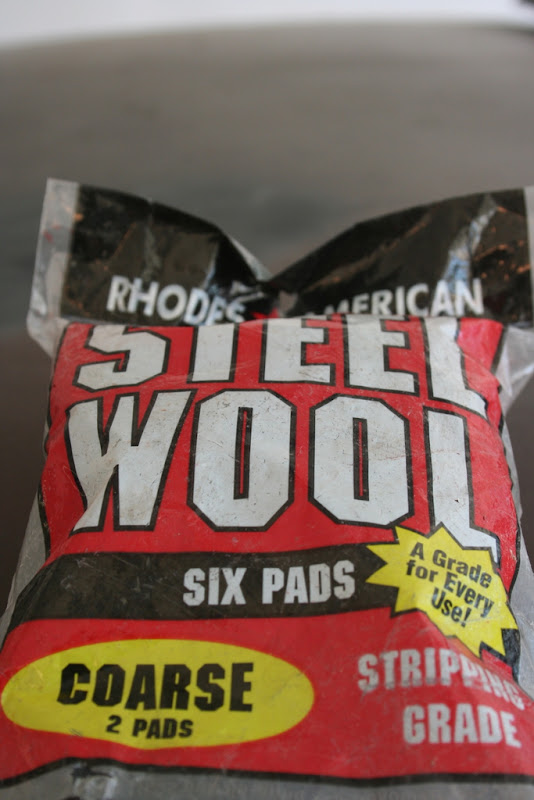 RHODES AMERICAN
STEEL
WOOL
SIX PADS
A Grade
for Every
Use!
COARSE
2 PADS
STRIPPING
GRADE